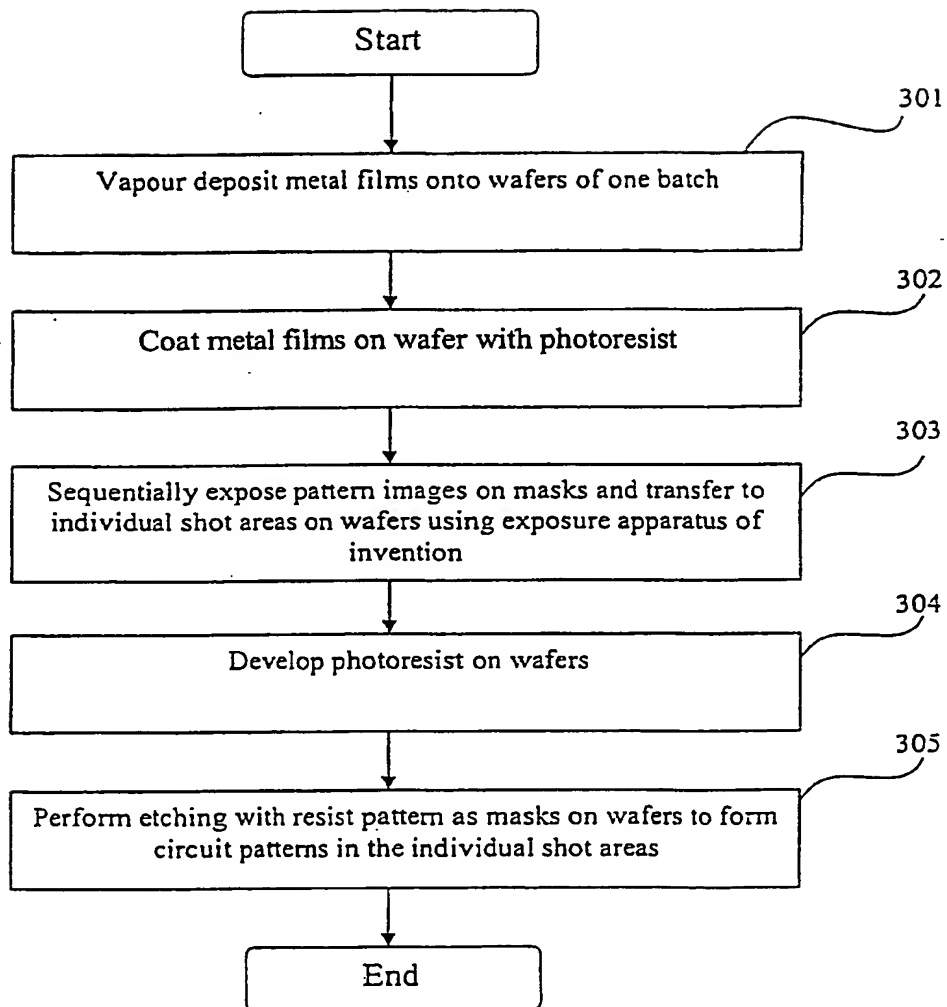 Start
301
Vapour deposit metal films onto wafers of one batch
302
Coat metal films on wafer with photoresist
303
Sequentially expose pattern images on masks and transfer to
individual shot areas on wafers using exposure apparatus of
invention
304
Develop photoresist on wafers
305
Perform etching with resist pattern as masks on wafers to form
circuit patterns in the individual shot areas
End